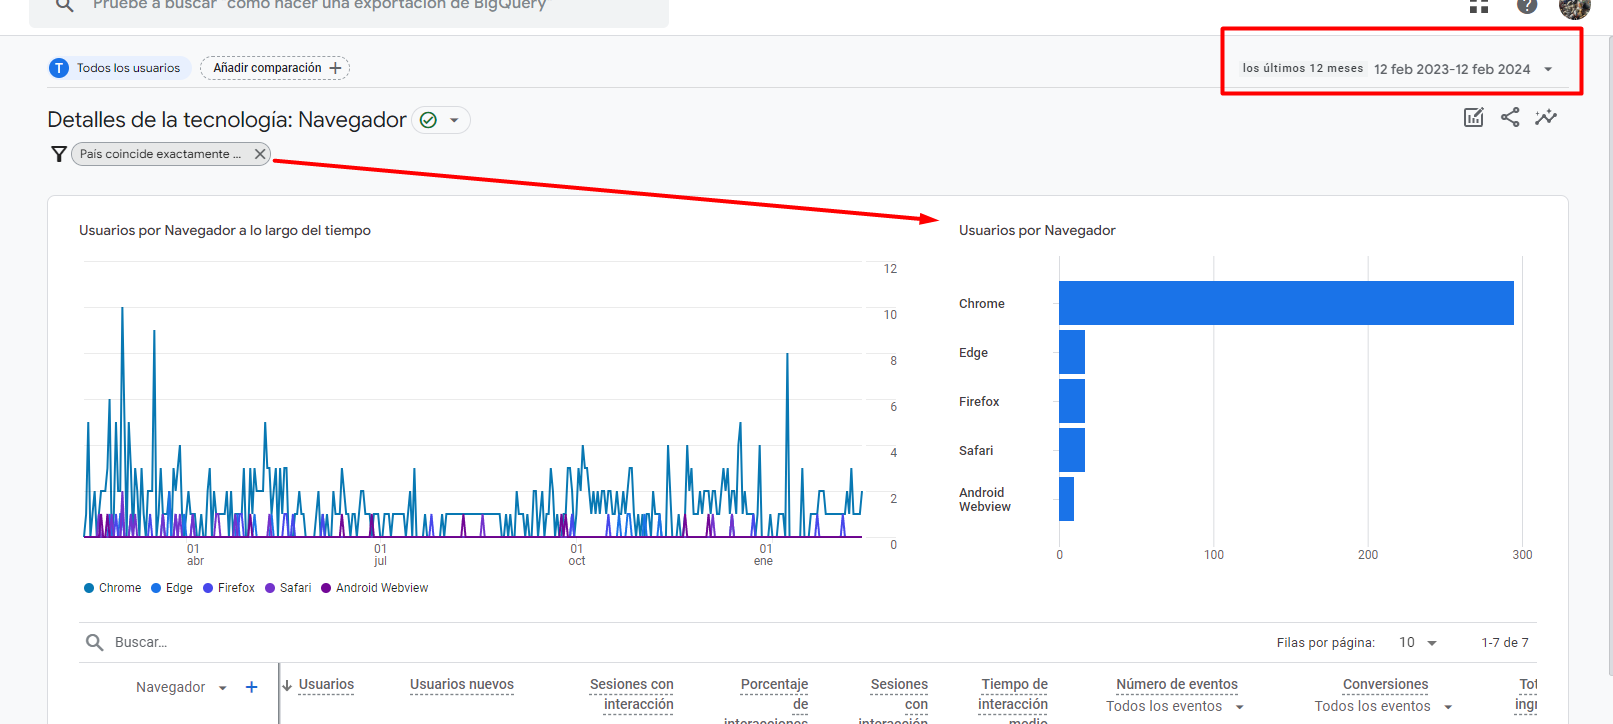 Pruebe a buscar "cómo hacer una exportación de BigQuery"
T Todos los usuarios
Añadir comparación +
los últimos 12 meses 12 feb 2023-12 feb 2024
Detalles de la tecnología: Navegador
País coincide exactamente ...
Usuarios por Navegador a lo largo del tiempo
12
10
8
6
4
2
0
01
abr
01
jul
01
oct
01
ene
Chrome Edge Firefox Safari Android Webview
Usuarios por Navegador
Chrome
Edge
Firefox
Safari
Android
Webview
0 100 200 300
Buscar...
Filas por página: 10 1-7 de 7
Navegador +
Usuarios
Usuarios nuevos
Sesiones con
interacción
Porcentaje
de
interacciones
Sesiones
con
interacción
Tiempo de
interacción
medio
Número de eventos
Todos los eventos
Conversiones
Todos los eventos
Tot
ingr